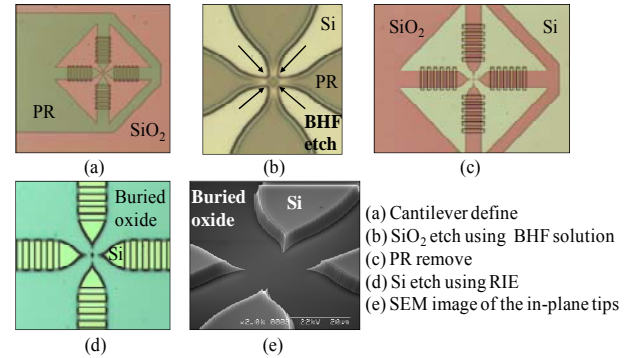 PR
SiO2
(a)
Si
PR
BHF
etch
(b)
SiO2
Si
(c)
Buried
oxide
Si
(d)
Buried
oxide
Si
(e)
(a) Cantilever define
(b) SiO2 etch using BHF solution
(c) PR remove
(d) Si etch using RIE
(e) SEM image of the in-plane tips